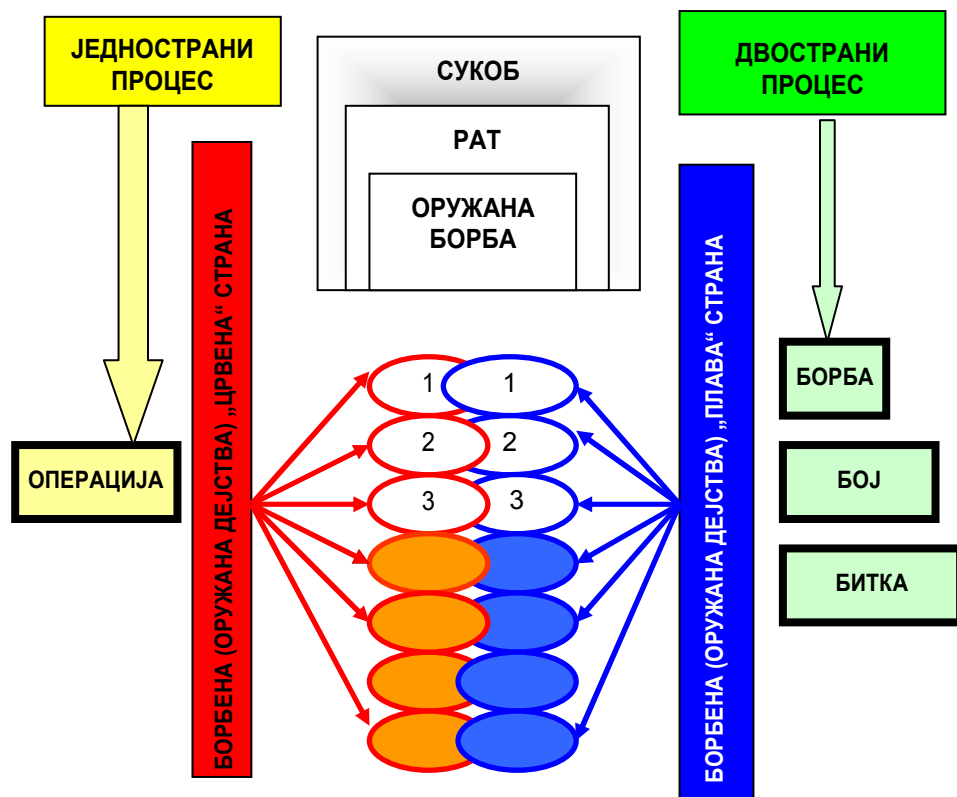 ЈЕДНОСТРАНИ
ПРОЦЕС
СУКОБ
РАТ
ОРУЖАНА
БОРБА
ДВОСТРАНИ
ПРОЦЕС
БОРБЕНА (ОРУЖАНА ДЕЈСТВА) „ЦРВЕНА“ СТРАНА
БОРБЕНА (ОРУЖАНА ДЕЈСТВА) „ПЛАВА“ СТРАНА
ОПЕРАЦИЈА
1 1
2 2
3 3
БОРБА
БОЈ
БИТКА